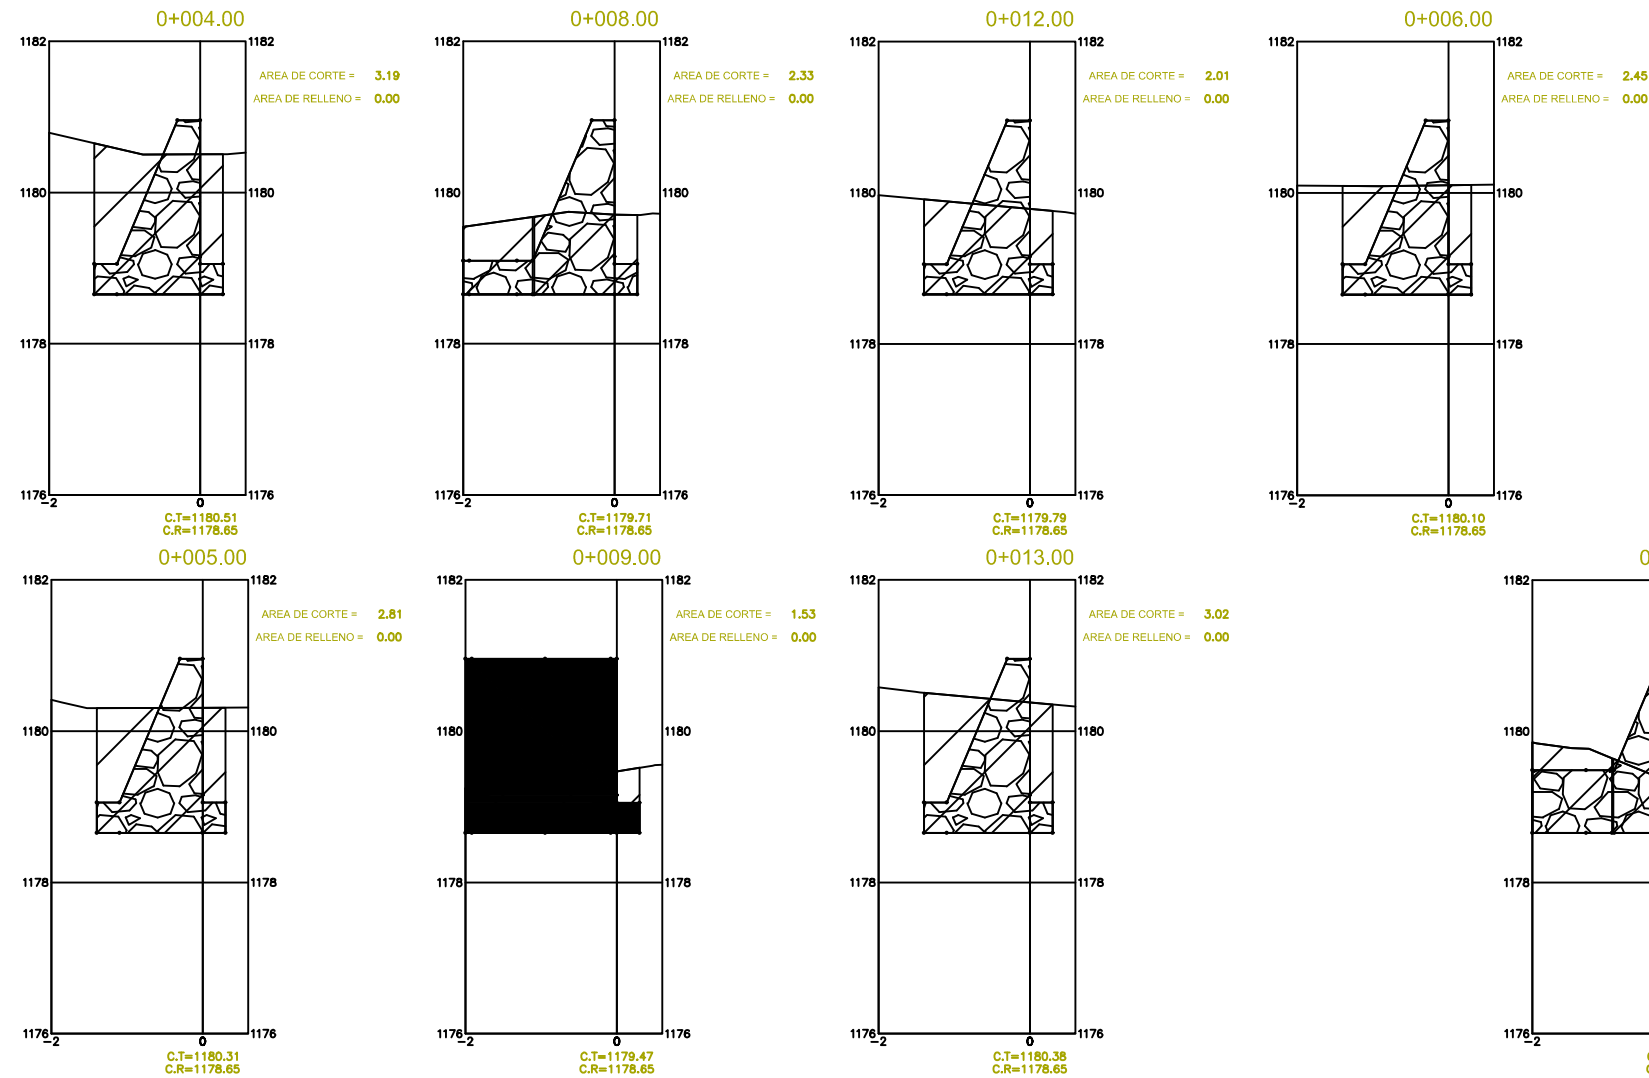 0+004.00
1182 1182
AREA DE CORTE = 3.19
AREA DE RELLENO = 0.00
1180 1180
1178 1178
1176 1176
-2 0
C.T=1180.51
C.R=1178.65
0+008.00
1182 1182
AREA DE CORTE = 2.33
AREA DE RELLENO = 0.00
1180 1180
1178 1178
1176 1176
-2 0
C.T=1179.71
C.R=1178.65
0+012.00
1182 1182
AREA DE CORTE = 2.01
AREA DE RELLENO = 0.00
1180 1180
1178 1178
1176 1176
-2 0
C.T=1179.79
C.R=1178.65
0+006.00
1182 1182
AREA DE CORTE = 2.45
AREA DE RELLENO = 0.00
1180 1180
1178 1178
1176 1176
-2 0
C.T=1180.10
C.R=1178.65
0+005.00
1182 1182
AREA DE CORTE = 2.81
AREA DE RELLENO = 0.00
1180 1180
1178 1178
1176 1176
-2 0
C.T=1180.31
C.R=1178.65
0+009.00
1182 1182
AREA DE CORTE = 1.53
AREA DE RELLENO = 0.00
1180 1180
1178 1178
1176 1176
-2 0
C.T=1179.47
C.R=1178.65
0+013.00
1182 1182
AREA DE CORTE = 3.02
AREA DE RELLENO = 0.00
1180 1180
1178 1178
1176 1176
-2 0
C.T=1180.38
C.R=1178.65
0
1182
1180
1178
1176
-2